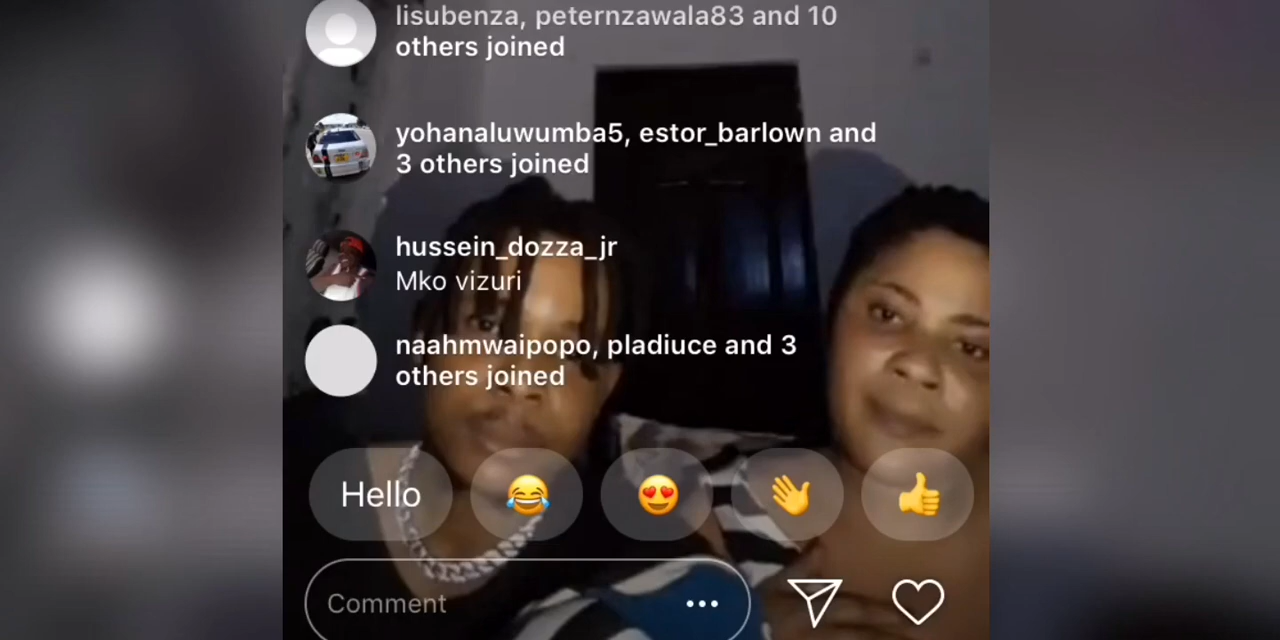 lisubenza, peternzawala83 and 10
others joined
yohanaluwumba5, estor_barlown and
3 others joined
hussein_dozza_jr
Mko vizuri
naahmwaipopo, pladiuce and 3
others joined
Hello
Comment